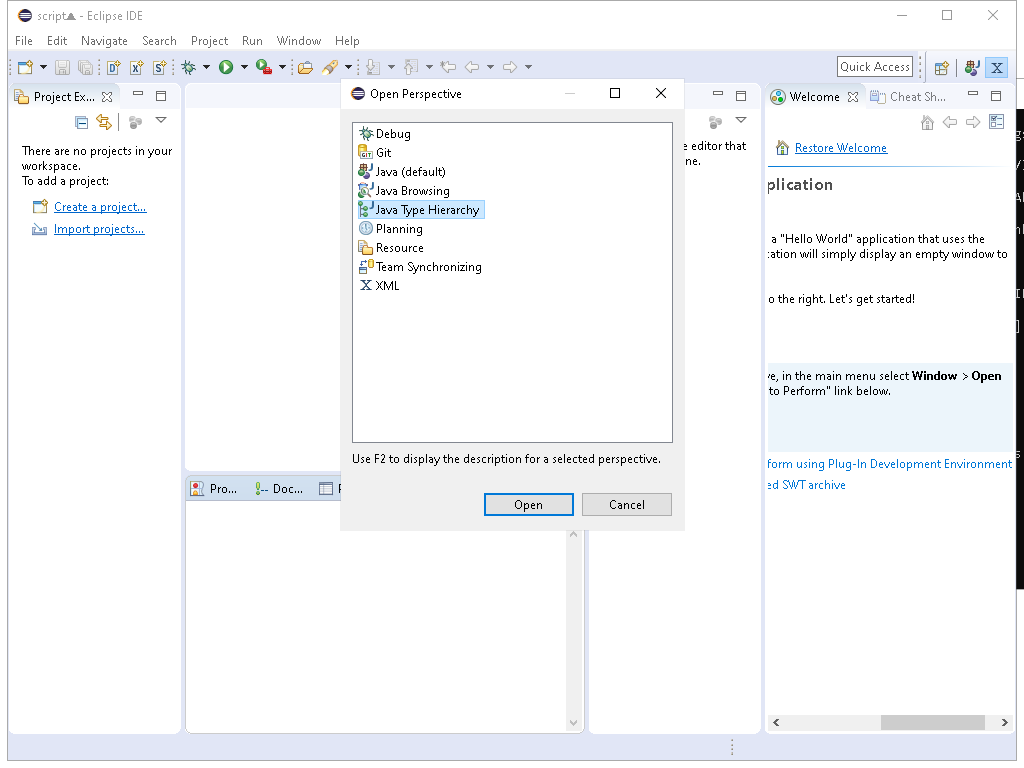 script▲ - Eclipse IDE
File Edit Navigate Search Project Run Window Help
Quick Access
Project Ex...
There are no projects in your
workspace.
To add a project:
Create a project...
Import projects...
Open Perspective
Debug
Git
Java (default)
Java Browsing
Java Type Hierarchy
Planning
Resource
Team Synchronizing
XML
Use F2 to display the description for a selected perspective.
Open Cancel
Pro... Doc...
editor that
ne.
Welcome Cheat Sh...
Restore Welcome
plication
a "Hello World" application that uses the
ation will simply display an empty window to
o the right. Let's get started!
e, in the main menu select Window > Open
to Perform" link below.
form using Plug-In Development Environment
ed SWT archive